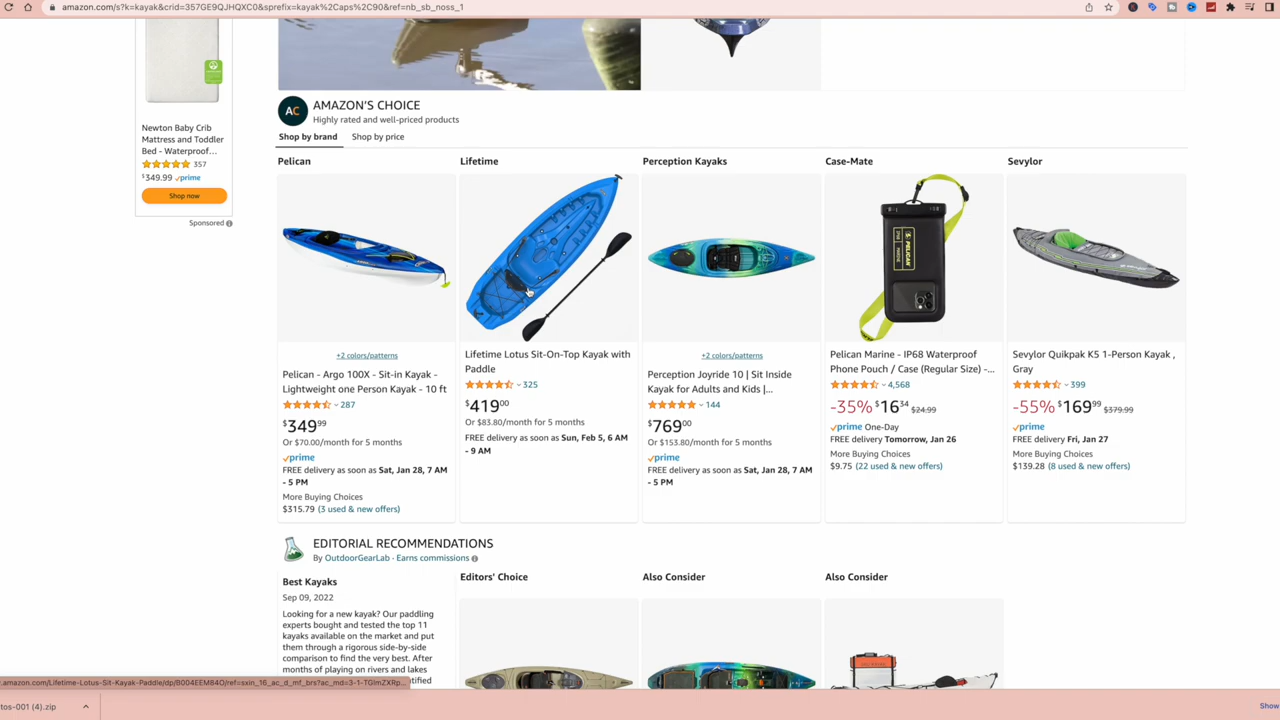 amazon.com/s?k=kayak&crid=357GE9QJHQXC0&sprefix=kayak%2Caps%2C90&ref=nb_sb_noss_1
Newton Baby Crib
Mattress and Toddler
Bed - Waterproof...
357
$349.99 prime
Shop now
Sponsored
AC
AMAZON'S CHOICE
Highly rated and well-priced products
Shop by brand
Shop by price
Pelican
+2 colors/patterns
Pelican - Argo 100X - Sit-in Kayak -
Lightweight one Person Kayak - 10 ft
287
$349.99
Or $70.00/month for 5 months
prime
FREE delivery as soon as Sat, Jan 28, 7 AM
- 5 PM
More Buying Choices
$315.79 (3 used & new offers)
Lifetime
Lifetime Lotus Sit-On-Top Kayak with
Paddle
325
$419.00
Or $83.80/month for 5 months
FREE delivery as soon as Sun, Feb 5, 6 AM
- 9 AM
Perception Kayaks
+2 colors/patterns
Perception Joyride 10 | Sit Inside
Kayak for Adults and Kids |...
144
$769.00
Or $153.80/month for 5 months
prime
FREE delivery as soon as Sat, Jan 28, 7 AM
- 5 PM
Case-Mate
PELICAN
Pelican Marine - IP68 Waterproof
Phone Pouch / Case (Regular Size) -...
4,568
-35% $16.34 $24.99
prime One-Day
FREE delivery Tomorrow, Jan 26
More Buying Choices
$9.75 (22 used & new offers)
Sevylor
Sevylor Quikpak K5 1-Person Kayak ,
Gray
399
-55% $169.99 $379.99
prime
FREE delivery Fri, Jan 27
More Buying Choices
$139.28 (8 used & new offers)
EDITORIAL RECOMMENDATIONS
By OutdoorGearLab - Earns commissions
Best Kayaks
Sep 09, 2022
Looking for a new kayak? Our paddling
experts bought and tested the top 11
kayaks available on the market and put
them through a rigorous side-by-side
comparison to find the very best. After
months of playing on rivers and lakes
Editors' Choice
Also Consider
Also Consider
.amazon.com/Lifetime-Lotus-Sit-Kayak-Paddle/dp/B004EEM84O/ref=sxin_16_ac_d_mf_brs?ac_md=3-1-TGlmZXRp...
tos-001 (4).zip
Show